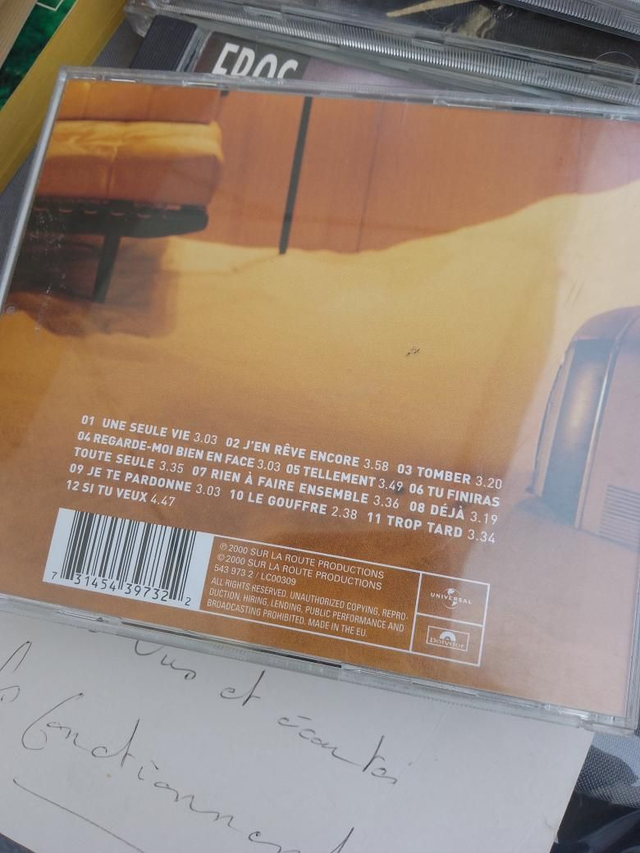 EROS
01 UNE SEULE VIE 3.03 02 J'EN RÊVE ENCORE 3.58 03 TOMBER 3.20
04 REGARDE-MOI BIEN EN FACE 3.03 05 TELLEMENT 3.49 06 TU FINIRAS
TOUTE SEULE 3.35 07 RIEN À FAIRE ENSEMBLE 3.36 08 DÉJÀ 3.19
09 JE TE PARDONNE 3.03 10 LE GOUFFRE 2.38 11 TROP TARD 3.34
12 SI TU VEUX 4.47
7 31454 39732 2
℗ 2000 SUR LA ROUTE PRODUCTIONS
© 2000 SUR LA ROUTE PRODUCTIONS
543 973 2 / LC00309
ALL RIGHTS RESERVED. UNAUTHORIZED COPYING, REPRO-
DUCTION, HIRING, LENDING, PUBLIC PERFORMANCE AND
BROADCASTING PROHIBITED. MADE IN THE EU.
UNIVERSAL
Polydor
Vus et écoutés